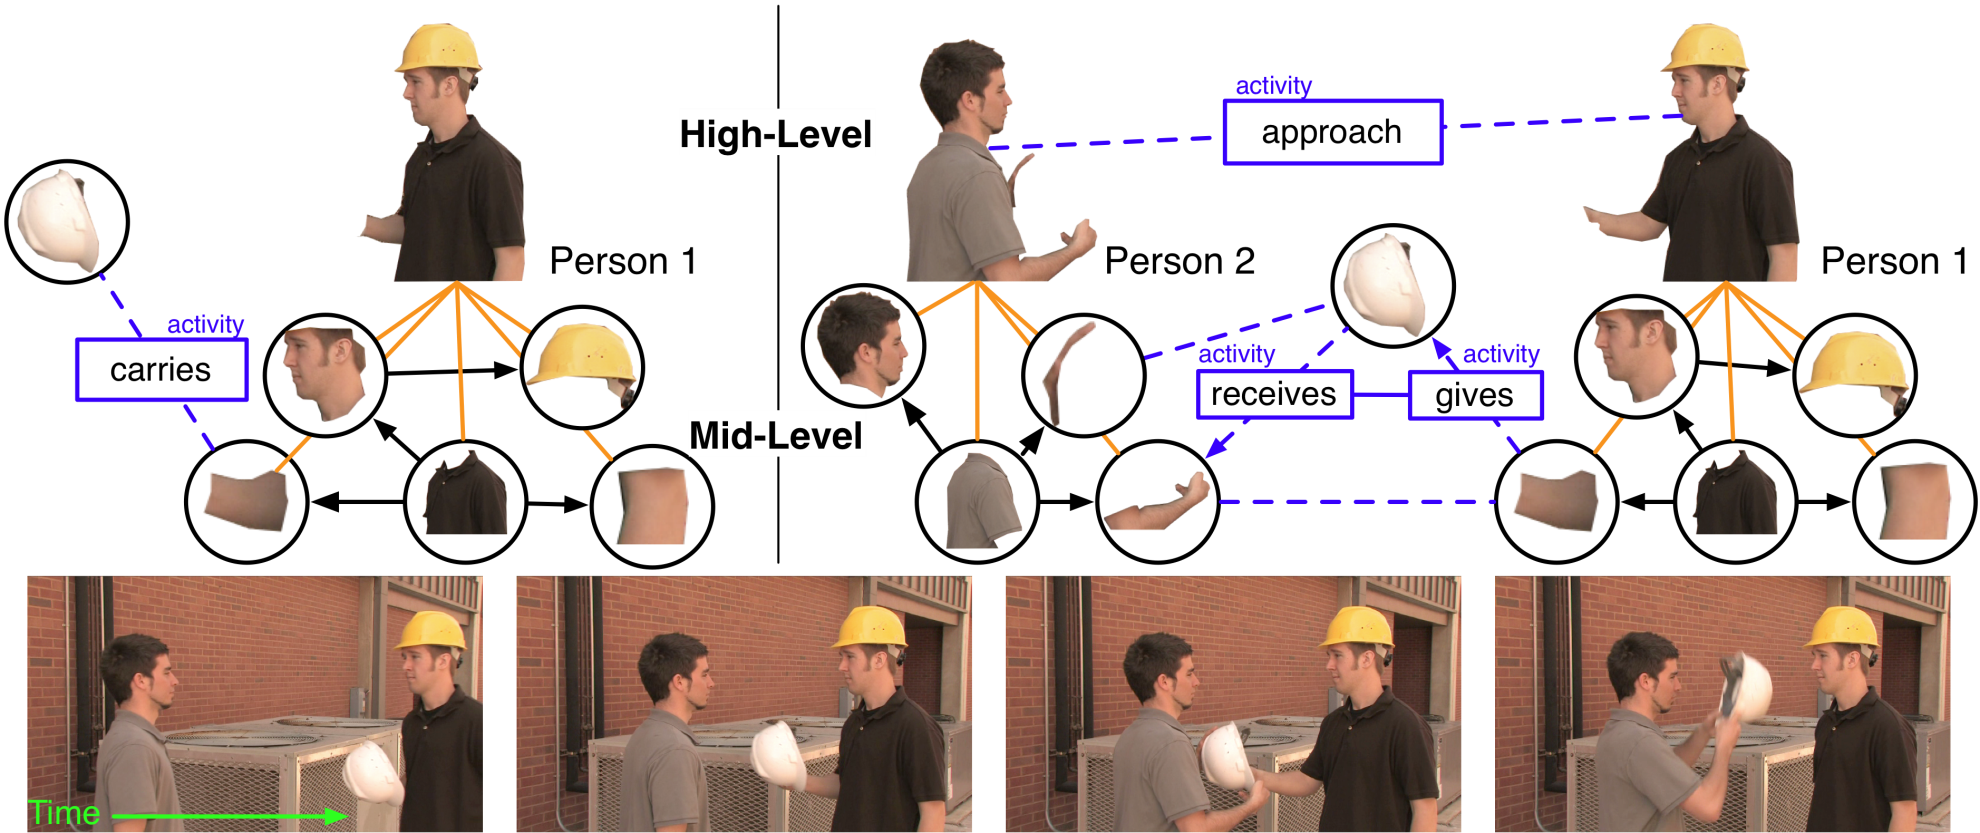 High-Level
activity
approach
Person 1
Person 2
Person 1
activity
carries
activity
receives
activity
gives
Mid-Level
Time